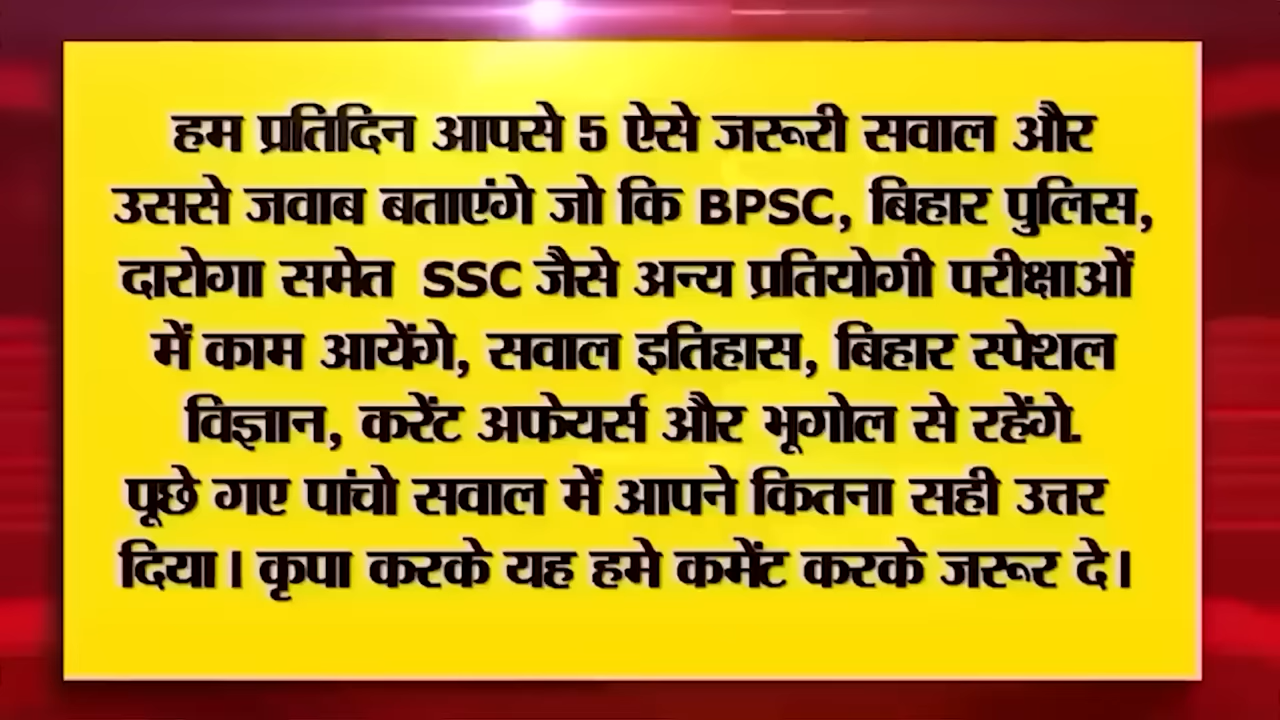 हम प्रतिदिन आपसे 5 ऐसे जरूरी सवाल और
उससे जवाब बताएंगे जो कि BPSC, बिहार पुलिस,
दारोगा समेत SSC जैसे अन्य प्रतियोगी परीक्षाओं
में काम आयेंगे, सवाल इतिहास, बिहार स्पेशल
विज्ञान, करेंट अफेयर्स और भूगोल से रहेंगे.
पूछे गए पांचो सवाल में आपने कितना सही उत्तर
दिया। कृपा करके यह हमे कमेंट करके जरूर दे।